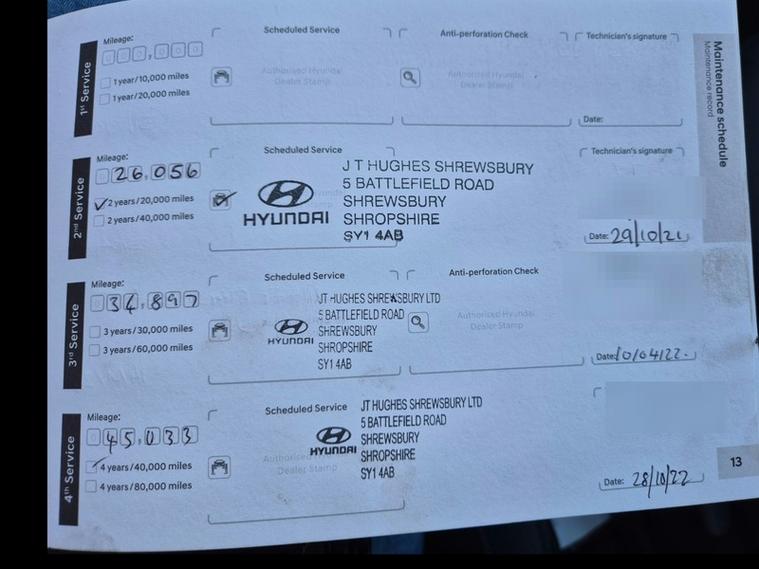 Maintenance schedule
Maintenance record
1st Service
Mileage:
000,000
1 year/10,000 miles
1 year/20,000 miles
Scheduled Service
Authorised Hyundai
Dealer Stamp
Anti-perforation Check
Authorised Hyundai
Dealer Stamp
Technician's signature
Date:
2nd Service
Mileage:
26,056
2 years/20,000 miles
2 years/40,000 miles
Scheduled Service
HYUNDAI
J T HUGHES SHREWSBURY
5 BATTLEFIELD ROAD
SHREWSBURY
SHROPSHIRE
SY1 4AB
Technician's signature
Date: 29/10/21
3rd Service
Mileage:
34,897
3 years/30,000 miles
3 years/60,000 miles
Scheduled Service
HYUNDAI
JT HUGHES SHREWSBURY LTD
5 BATTLEFIELD ROAD
SHREWSBURY
SHROPSHIRE
SY1 4AB
Anti-perforation Check
Authorised Hyundai
Dealer Stamp
Date: 10/04/22.
4th Service
Mileage:
45,033
4 years/40,000 miles
4 years/80,000 miles
Scheduled Service
Authorised
Dealer Stamp
HYUNDAI
JT HUGHES SHREWSBURY LTD
5 BATTLEFIELD ROAD
SHREWSBURY
SHROPSHIRE
SY1 4AB
Date: 28/10/22
13